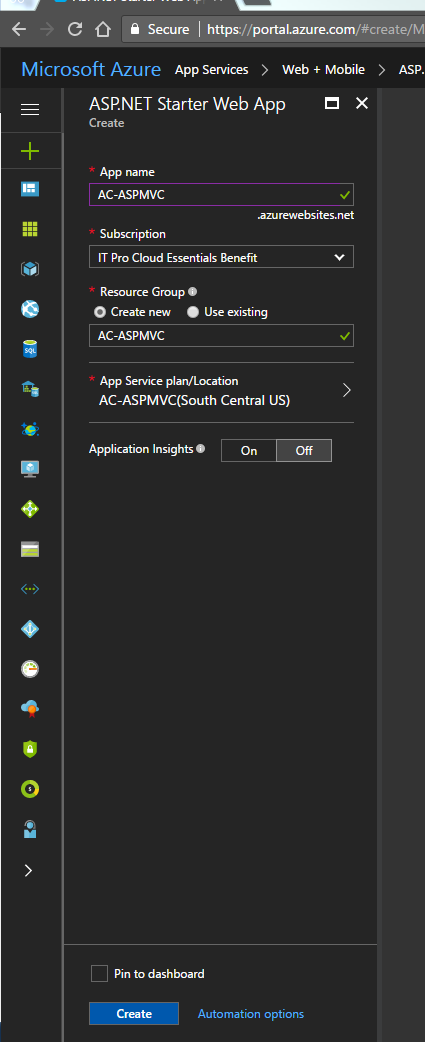 Secure https://portal.azure.com/#create/M
Microsoft Azure App Services > Web + Mobile > ASP.
ASP.NET Starter Web App
Create
* App name
AC-ASPMVC
.azurewebsites.net
* Subscription
IT Pro Cloud Essentials Benefit
* Resource Group
Create new Use existing
AC-ASPMVC
* App Service plan/Location
AC-ASPMVC(South Central US)
Application Insights On Off
SQL
Pin to dashboard
Create Automation options